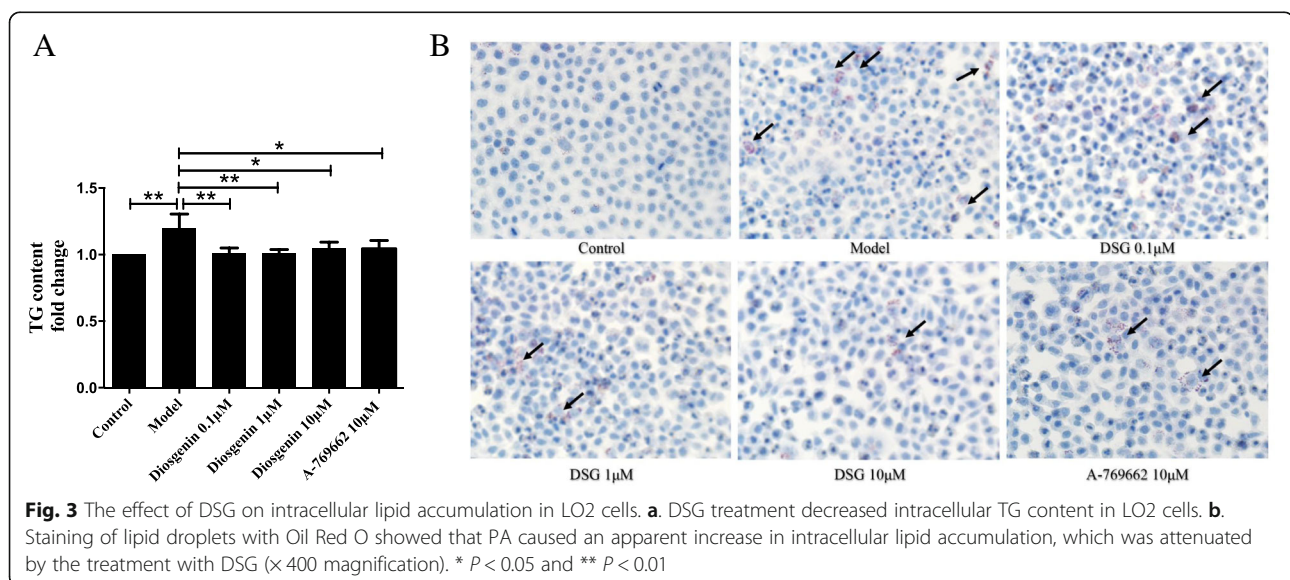 A
B
*
*
**
** **
1.5
1.0
0.5
0.0
TG content
fold change
Control
Model
Diosgenin 0.1μM
Diosgenin 1μM
Diosgenin 10μM
A-769662 10μM
Control
Model
DSG 0.1μM
DSG 1μM
DSG 10μM
A-769662 10μM
Fig. 3 The effect of DSG on intracellular lipid accumulation in LO2 cells. a. DSG treatment decreased intracellular TG content in LO2 cells. b.
Staining of lipid droplets with Oil Red O showed that PA caused an apparent increase in intracellular lipid accumulation, which was attenuated
by the treatment with DSG (× 400 magnification). * P < 0.05 and ** P < 0.01